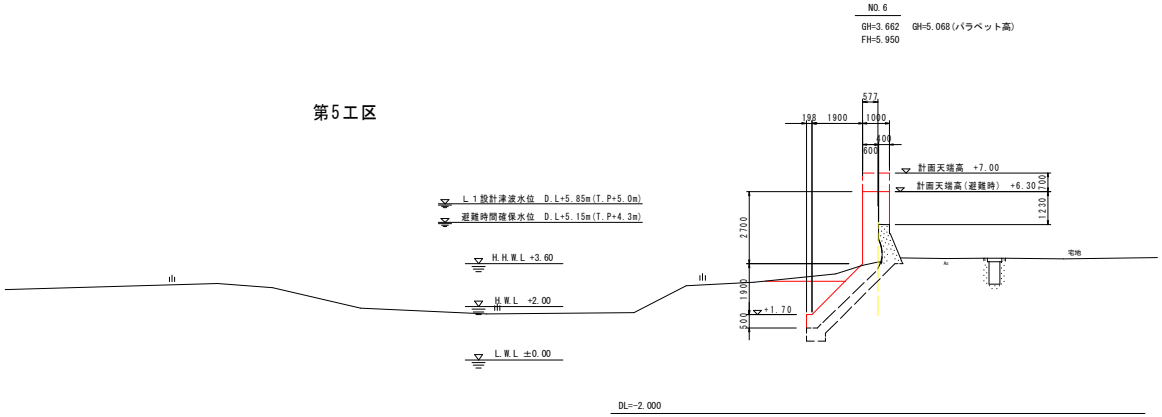 NO.6
GH=3.662 GH=5.068(パラペット高)
FH=5.950
第5工区
577
198 1900 1000
400
600
計画天端高 +7.00
計画天端高(避難時) +6.30
700
1230
L1設計津波水位 D.L+5.85m(T.P+5.0m)
避難時間確保水位 D.L+5.15m(T.P+4.3m)
2700
H.H.W.L +3.60
宅地
As
1900
H.W.L +2.00
+1.70
500
L.W.L ±0.00
DL=-2.000